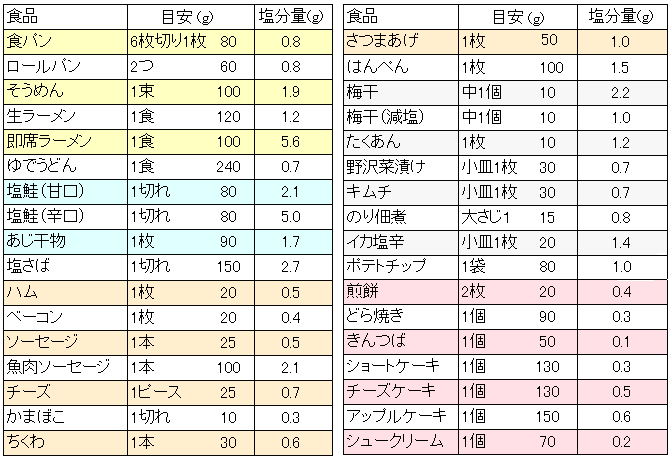 食品 目安(g) 塩分量(g)
食パン 6枚切り1枚 80 0.8
ロールパン 2つ 60 0.8
そうめん 1束 100 1.9
生ラーメン 1食 120 1.2
即席ラーメン 1食 100 5.6
ゆでうどん 1食 240 0.7
塩鮭(甘口) 1切れ 80 2.1
塩鮭(辛口) 1切れ 80 5.0
あじ干物 1枚 90 1.7
塩さば 1切れ 150 2.7
ハム 1枚 20 0.5
ベーコン 1枚 20 0.4
ソーセージ 1本 25 0.5
魚肉ソーセージ 1本 100 2.1
チーズ 1ピース 25 0.7
かまぼこ 1切れ 10 0.3
ちくわ 1本 30 0.6
食品 目安(g) 塩分量(g)
さつまあげ 1枚 50 1.0
はんぺん 1枚 100 1.5
梅干 中1個 10 2.2
梅干(減塩) 中1個 10 1.0
たくあん 1枚 10 1.2
野沢菜漬け 小皿1枚 30 0.7
キムチ 小皿1枚 30 0.7
のり佃煮 大さじ1 15 0.8
イカ塩辛 小皿1枚 20 1.4
ポテトチップ 1袋 80 1.0
煎餅 2枚 20 0.4
どら焼き 1個 90 0.3
きんつば 1個 50 0.1
ショートケーキ 1個 130 0.3
チーズケーキ 1個 130 0.5
アップルケーキ 1個 150 0.6
シュークリーム 1個 70 0.2